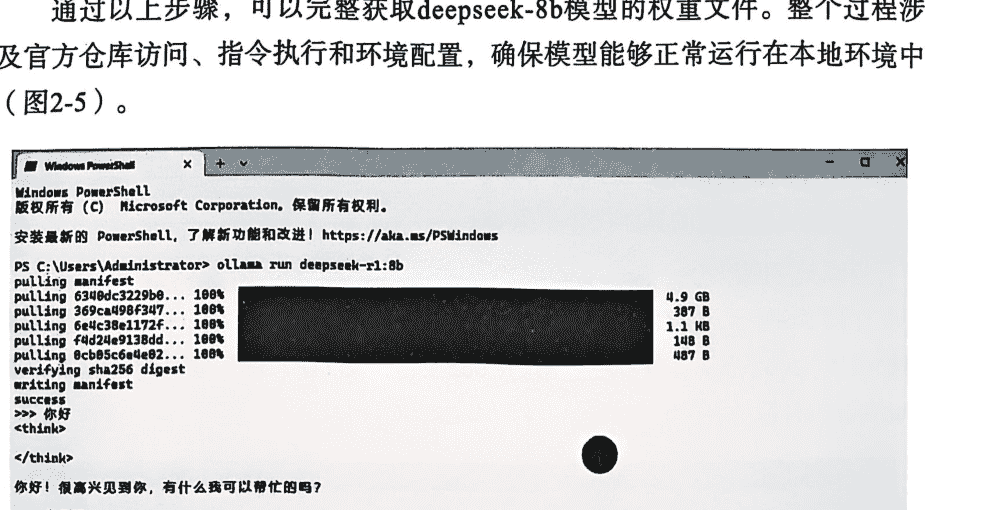 通过以上步骤，可以完整获取deepseek-8b模型的权重文件。整个过程涉
及官方仓库访问、指令执行和环境配置，确保模型能够正常运行在本地环境中
（图2-5）。
Windows PowerShell
Windows PowerShell
版权所有 (C) Microsoft Corporation。保留所有权利。
安装最新的 PowerShell，了解新功能和改进！https://aka.ms/PSWindows
PS C:\Users\Administrator> ollama run deepseek-r1:8b
pulling manifest
pulling 6340dc3229b0... 100% 4.9 GB
pulling 369ca498f347... 100% 387 B
pulling 6e4c38e1172f... 100% 1.1 KB
pulling f4d24e9138dd... 100% 148 B
pulling 0cb05c6e4e02... 100% 487 B
verifying sha256 digest
writing manifest
success
>>> 你好
<think>
</think>
你好！很高兴见到你，有什么我可以帮忙的吗？